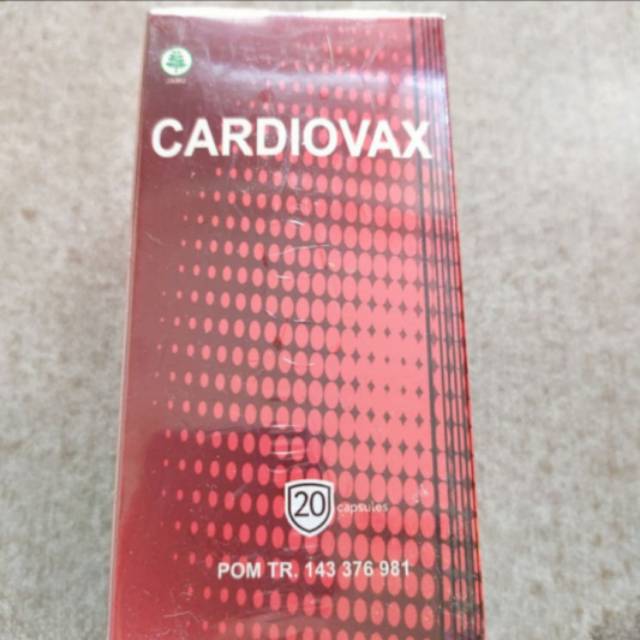 CARDIOVAX
20 capsules
POM TR. 143 376 981